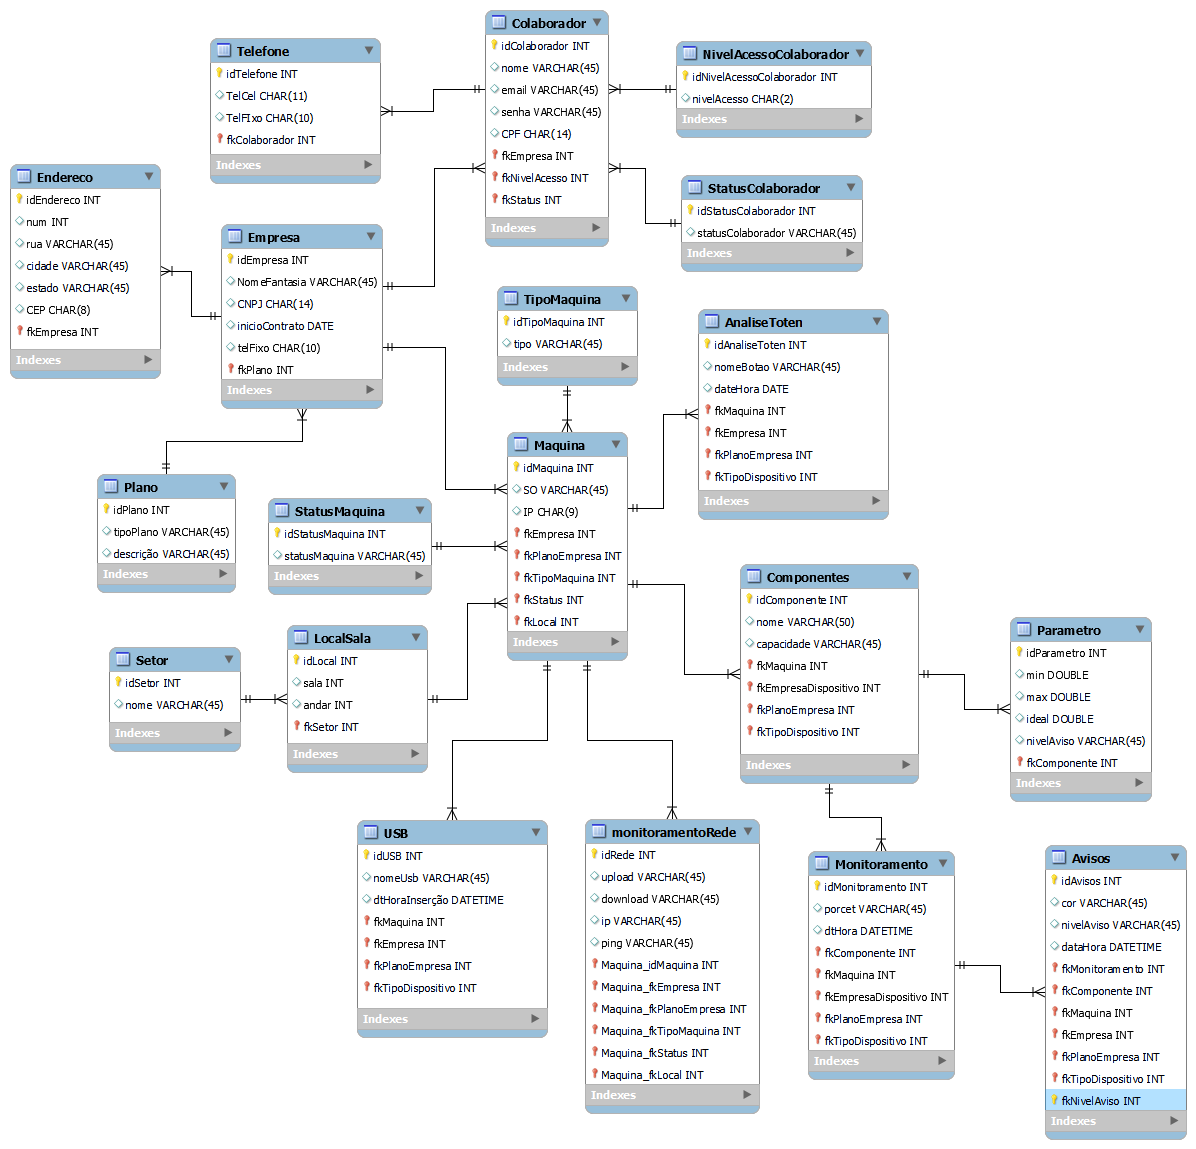 Colaborador
idColaborador INT
nome VARCHAR(45)
email VARCHAR(45)
senha VARCHAR(45)
CPF CHAR(14)
fkEmpresa INT
fkNivelAcesso INT
fkStatus INT
Indexes
Telefone
idTelefone INT
TelCel CHAR(11)
TelFIxo CHAR(10)
fkColaborador INT
Indexes
NivelAcessoColaborador
idNivelAcessoColaborador INT
nivelAcesso CHAR(2)
Indexes
StatusColaborador
idStatusColaborador INT
statusColaborador VARCHAR(45)
Indexes
Endereco
idEndereco INT
num INT
rua VARCHAR(45)
cidade VARCHAR(45)
estado VARCHAR(45)
CEP CHAR(8)
fkEmpresa INT
Indexes
Empresa
idEmpresa INT
NomeFantasia VARCHAR(45)
CNPJ CHAR(14)
inicioContrato DATE
telFixo CHAR(10)
fkPlano INT
Indexes
TipoMaquina
idTipoMaquina INT
tipo VARCHAR(45)
Indexes
AnaliseToten
idAnaliseToten INT
nomeBotao VARCHAR(45)
dateHora DATE
fkMaquina INT
fkEmpresa INT
fkPlanoEmpresa INT
fkTipoDispositivo INT
Indexes
Plano
idPlano INT
tipoPlano VARCHAR(45)
descrição VARCHAR(45)
Indexes
StatusMaquina
idStatusMaquina INT
statusMaquina VARCHAR(45)
Indexes
Maquina
idMaquina INT
SO VARCHAR(45)
IP CHAR(9)
fkEmpresa INT
fkPlanoEmpresa INT
fkTipoMaquina INT
fkStatus INT
fkLocal INT
Indexes
Setor
idSetor INT
nome VARCHAR(45)
Indexes
LocalSala
idLocal INT
sala INT
andar INT
fkSetor INT
Indexes
Componentes
idComponente INT
nome VARCHAR(50)
capacidade VARCHAR(45)
fkMaquina INT
fkEmpresaDispositivo INT
fkPlanoEmpresa INT
fkTipoDispositivo INT
Indexes
Parametro
idParametro INT
min DOUBLE
max DOUBLE
ideal DOUBLE
nivelAviso VARCHAR(45)
fkComponente INT
Indexes
USB
idUSB INT
nomeUsb VARCHAR(45)
dtHoraInserção DATETIME
fkMaquina INT
fkEmpresa INT
fkPlanoEmpresa INT
fkTipoDispositivo INT
Indexes
monitoramentoRede
idRede INT
upload VARCHAR(45)
download VARCHAR(45)
ip VARCHAR(45)
ping VARCHAR(45)
Maquina_idMaquina INT
Maquina_fkEmpresa INT
Maquina_fkPlanoEmpresa INT
Maquina_fkTipoMaquina INT
Maquina_fkStatus INT
Maquina_fkLocal INT
Indexes
Monitoramento
idMonitoramento INT
porcet VARCHAR(45)
dtHora DATETIME
fkComponente INT
fkMaquina INT
fkEmpresaDispositivo INT
fkPlanoEmpresa INT
fkTipoDispositivo INT
Indexes
Avisos
idAvisos INT
cor VARCHAR(45)
nivelAviso VARCHAR(45)
dataHora DATETIME
fkMonitoramento INT
fkComponente INT
fkMaquina INT
fkEmpresa INT
fkPlanoEmpresa INT
fkTipoDispositivo INT
fkNivelAviso INT
Indexes